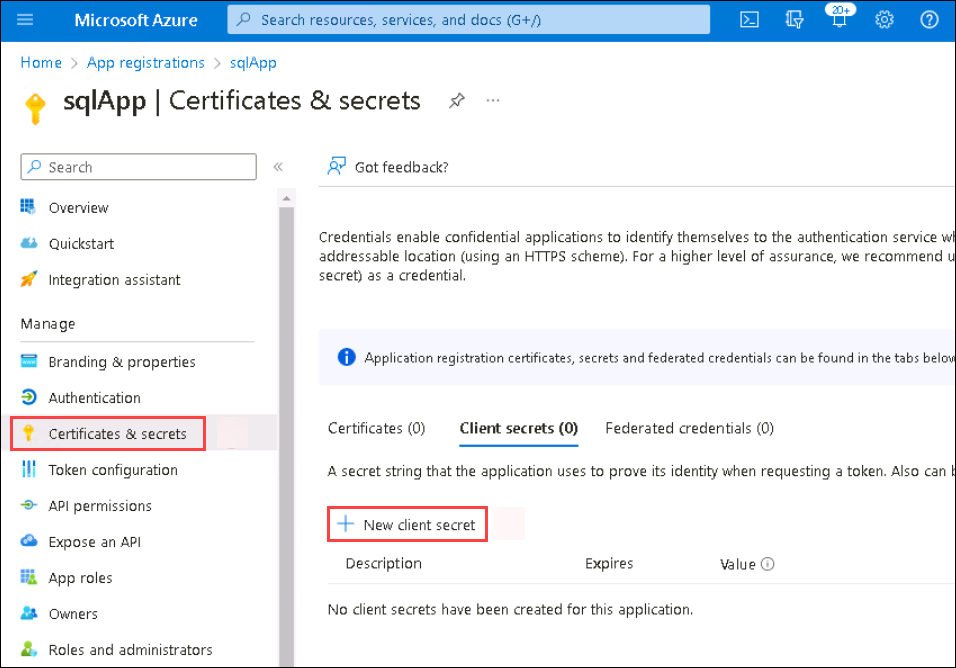 Microsoft Azure
Search resources, services, and docs (G+/)
20+
Home > App registrations > sqlApp
sqlApp | Certificates & secrets
Search
Got feedback?
Overview
Quickstart
Integration assistant
Manage
Branding & properties
Authentication
Certificates & secrets
Token configuration
API permissions
Expose an API
App roles
Owners
Roles and administrators
Credentials enable confidential applications to identify themselves to the authentication service
addressable location (using an HTTPS scheme). For a higher level of assurance, we recommend
secret) as a credential.
Application registration certificates, secrets and federated credentials can be found in the tabs below
Certificates (0) Client secrets (0) Federated credentials (0)
A secret string that the application uses to prove its identity when requesting a token. Also can
New client secret
Description Expires Value
No client secrets have been created for this application.